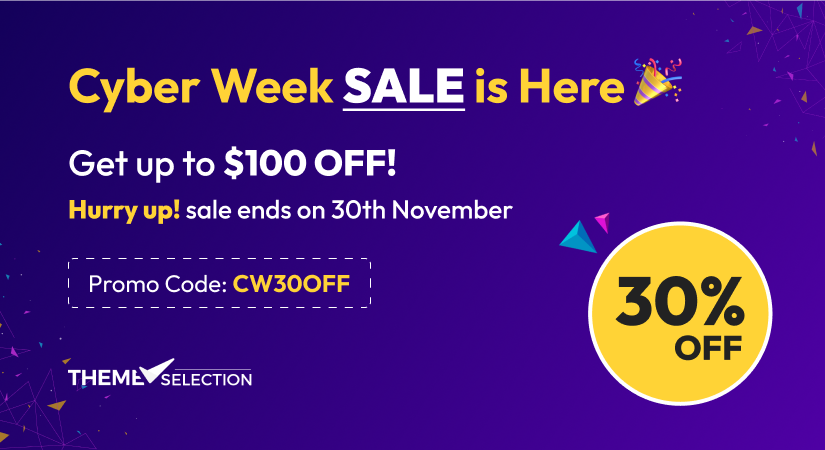 Cyber Week SALE is Here
Get up to $100 OFF!
Hurry up! sale ends on 30th November
Promo Code: CW30OFF
30%
OFF
THEMESELECTION